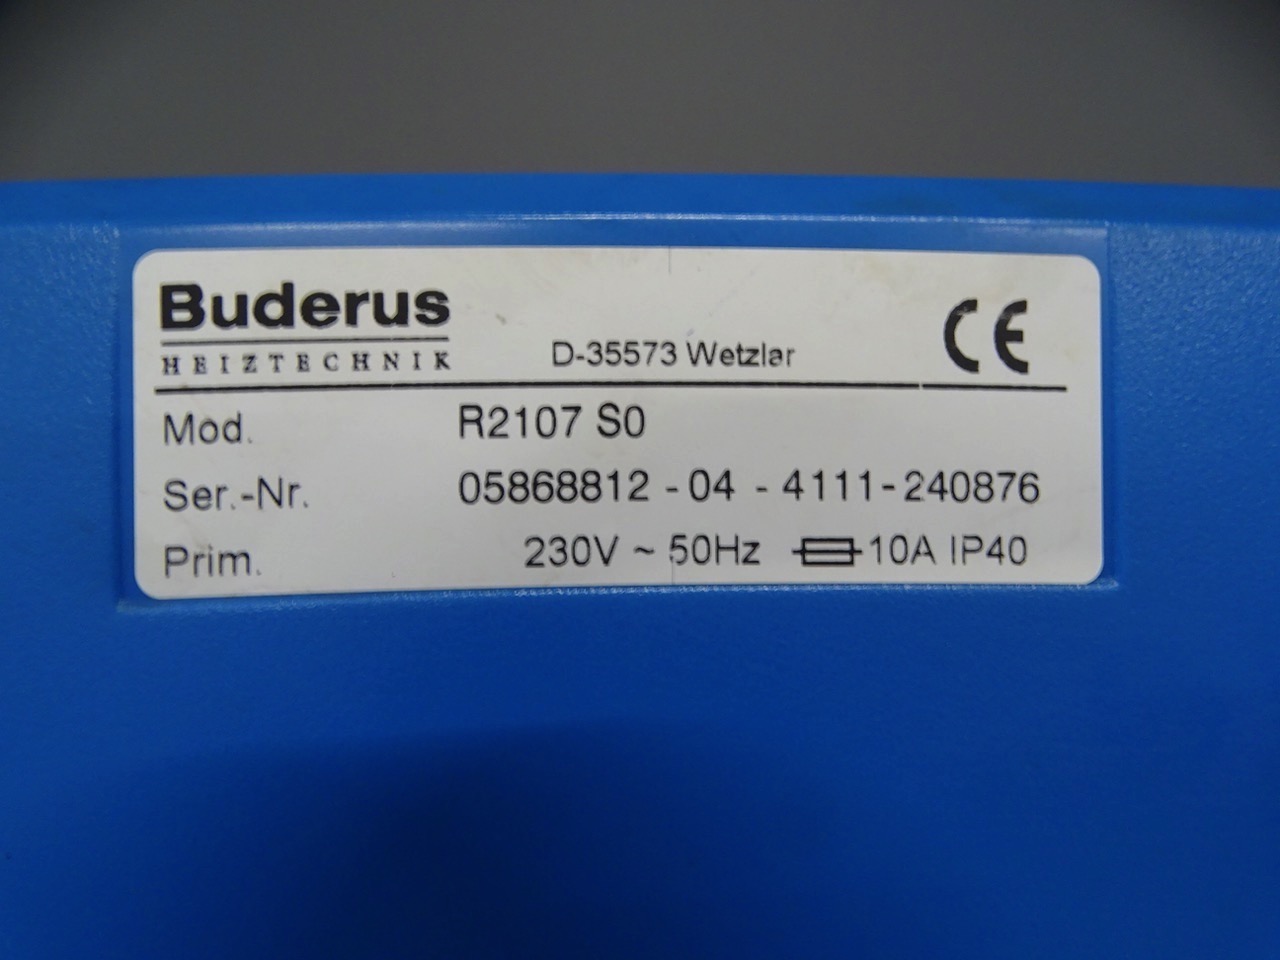 Buderus
HEIZTECHNIK
D-35573 Wetzlar
CE
Mod. R2107 S0
Ser.-Nr. 05868812 - 04 - 4111-240876
Prim. 230V ~ 50Hz 10A IP40